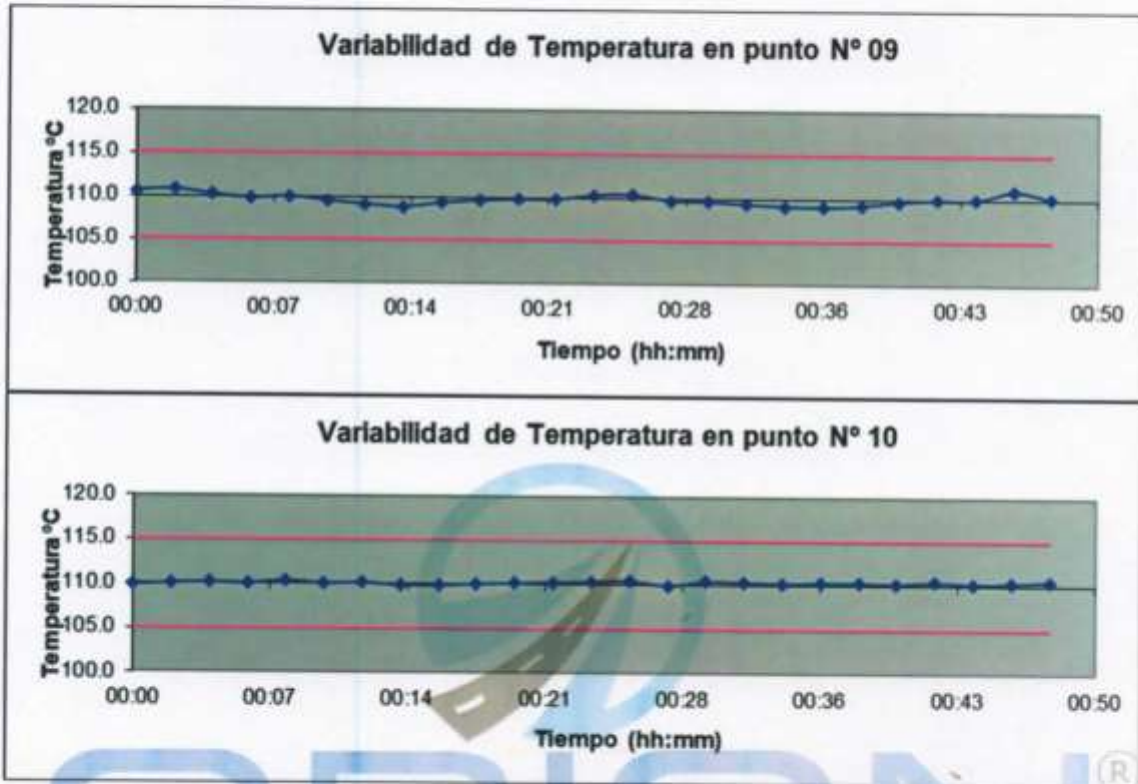 Variabilidad de Temperatura en punto Nº 09
Temperatura ºC
120.0
115.0
110.0
105.0
100.0
00:00 00:07 00:14 00:21 00:28 00:36 00:43 00:50
Tiempo (hh:mm)
Variabilidad de Temperatura en punto Nº 10
Temperatura ºC
120.0
115.0
110.0
105.0
100.0
00:00 00:07 00:14 00:21 00:28 00:36 00:43 00:50
Tiempo (hh:mm)
ORION®